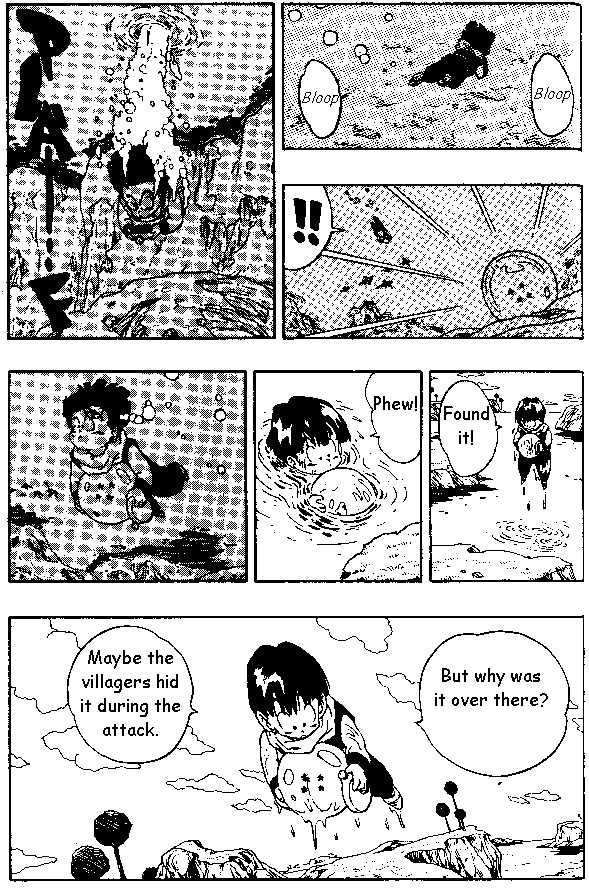 Bloop
Bloop
!!
Phew!
Found
it!
But why was
it over there?
Maybe the
villagers hid
it during the
attack.